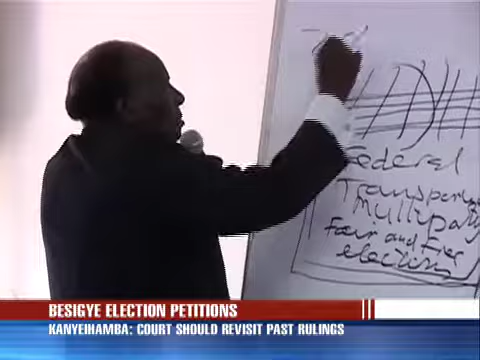 Federal
Multiparty
Fair and Free
elections
BESIGYE ELECTION PETITIONS
KANYEIHAMBA: COURT SHOULD REVISIT PAST RULINGS